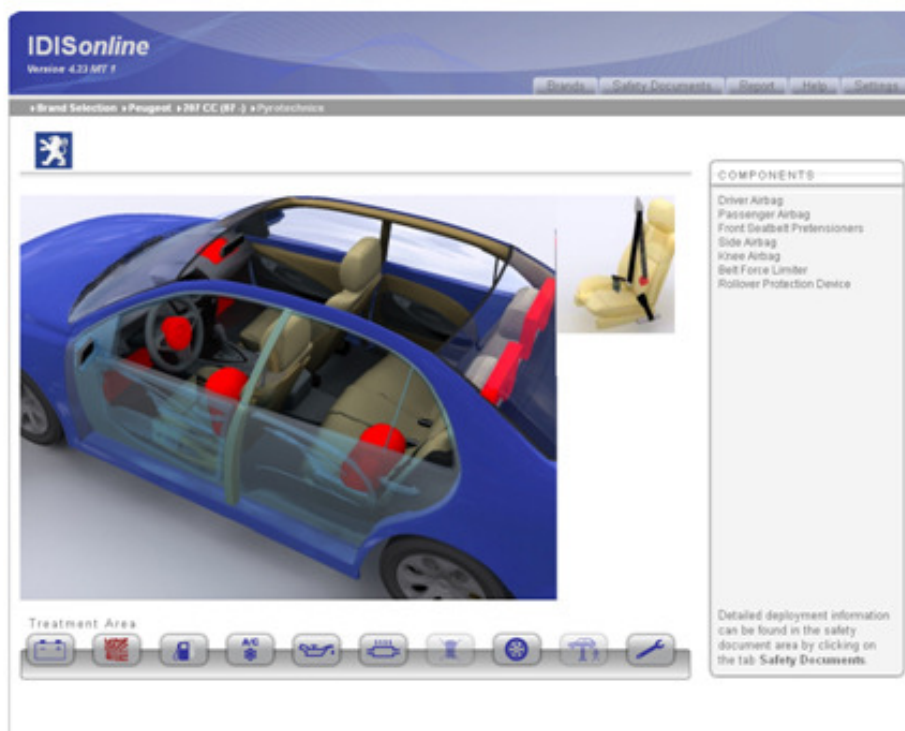 IDISonline
Version 4.23 MT 1
Brands Safety Documents Report Help Settings
Brand Selection Peugeot 207 CC (07 -) Pyrotechnics
COMPONENTS
Driver Airbag
Passenger Airbag
Front Seatbelt Pretensioners
Side Airbag
Knee Airbag
Belt Force Limiter
Rollover Protection Device
Treatment Area
A/C
Detailed deployment information
can be found in the safety
document area by clicking on
the tab Safety Documents.